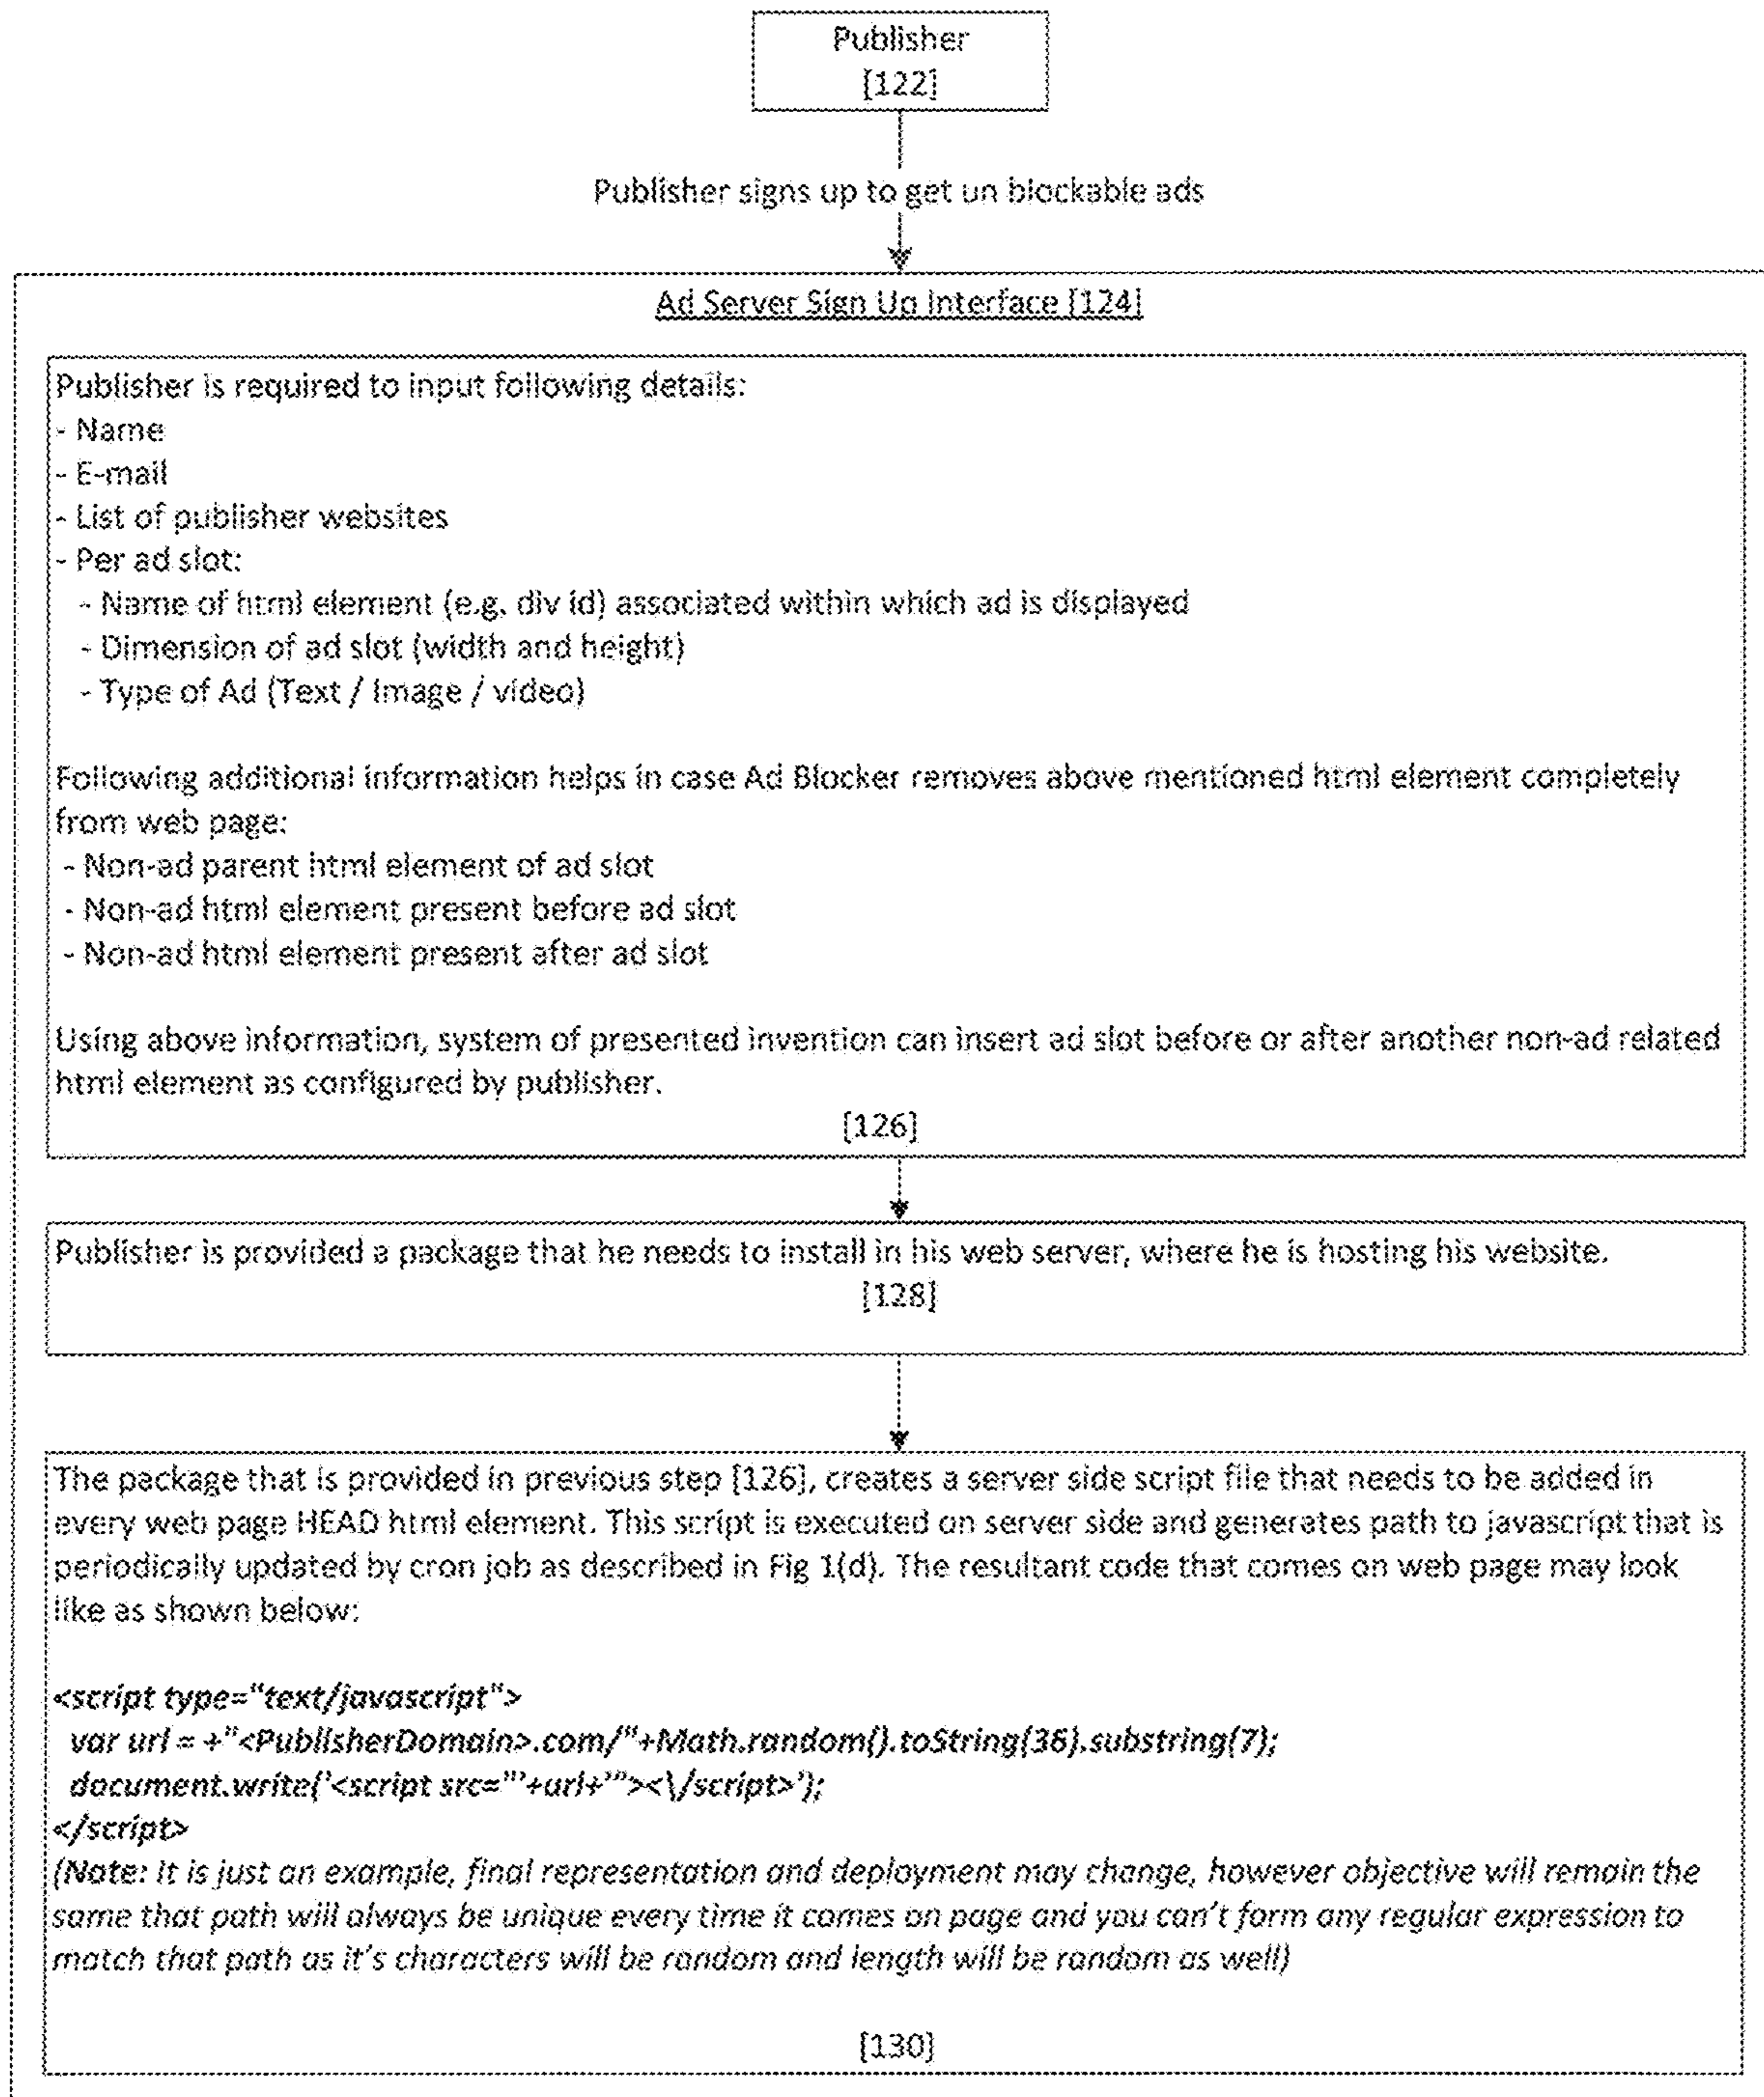 Publisher
[122]
Publisher signs up to get un blockable ads
Ad Server Sign Up Interface [124]
Publisher is required to input following details:
- Name
- E-mail
- List of publisher websites
- Per ad slot:
- Name of html element (e.g. div id) associated within which ad is displayed
- Dimension of ad slot (width and height)
- Type of Ad (Text / Image / video)
Following additional information helps in case Ad Blocker removes above mentioned html element completely
from web page:
- Non-ad parent html element of ad slot
- Non-ad html element present before ad slot
- Non-ad html element present after ad slot
Using above information, system of presented invention can insert ad slot before or after another non-ad related
html element as configured by publisher.
[126]
Publisher is provided a package that he needs to install in his web server, where he is hosting his website.
[128]
The package that is provided in previous step [126], creates a server side script file that needs to be added in
every web page HEAD html element. This script is executed on server side and generates path to javascript that is
periodically updated by cron job as described in Fig 1(d). The resultant code that comes on web page may look
like as shown below:
<script type="text/javascript">
var url = +"<PublisherDomain>.com/"+Math.random().toString(36).substring(7);
document.write('<script src="'+url+'"><\/script>');
</script>
(Note: It is just an example, final representation and deployment may change, however objective will remain the
same that path will always be unique every time it comes on page and you can't form any regular expression to
match that path as it's characters will be random and length will be random as well)
[130]